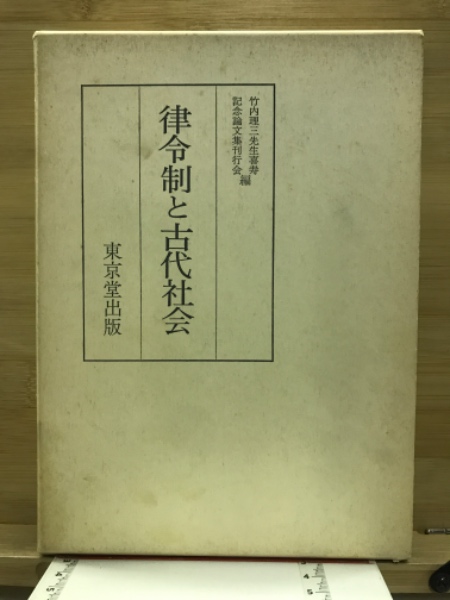 竹内理三先生喜寿
記念論文集刊行会
編
律令制と古代社会
東京堂出版